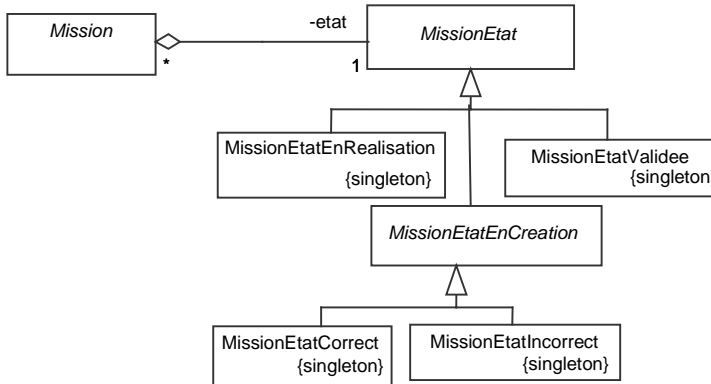 Mission
-etat
MissionEtat
*
1
MissionEtatEnRealisation
{singleton}
MissionEtatValidee
{singleton
MissionEtatEnCreation
MissionEtatCorrect
{singleton}
MissionEtatIncorrect
{singleton}